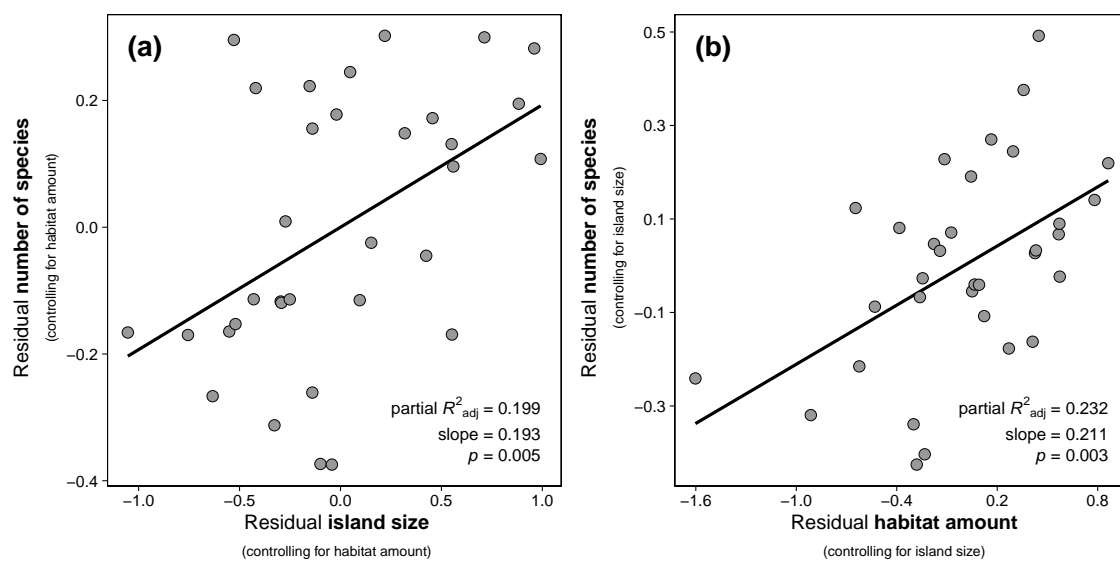 (a)
Residual number of species
(controlling for habitat amount)
0.2
0.0
−0.2
−0.4
partial R²adj = 0.199
slope = 0.193
p = 0.005
−1.0 −0.5 0.0 0.5 1.0
Residual island size
(controlling for habitat amount)
(b)
Residual number of species
(controlling for island size)
0.5
0.3
0.1
−0.1
−0.3
partial R²adj = 0.232
slope = 0.211
p = 0.003
−1.6 −1.0 −0.4 0.2 0.8
Residual habitat amount
(controlling for island size)